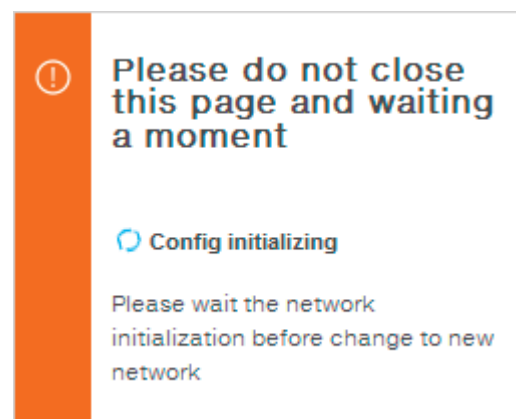 Please do not close
this page and waiting
a moment
Config initializing
Please wait the network
initialization before change to new
network